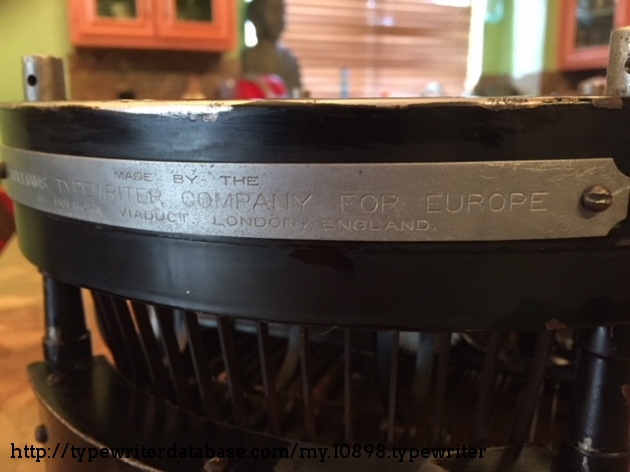 MADE BY THE
WILLIAMS TYPEWRITER COMPANY FOR EUROPE
VIADUCT LONDON, ENGLAND.
http://typewriterdatabase.com/my.10898.typewriter